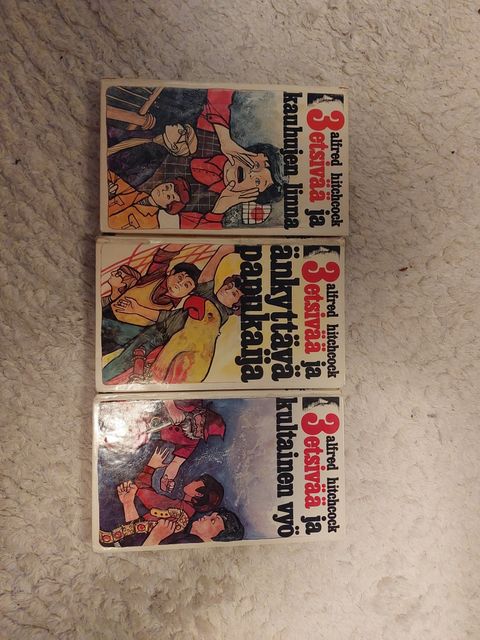 alfred hitchcock
3 etsivää ja
kauhujen linna
alfred hitchcock
3 etsivää ja
änkyttävä
papukaija
alfred hitchcock
3 etsivää ja
kultainen vyö